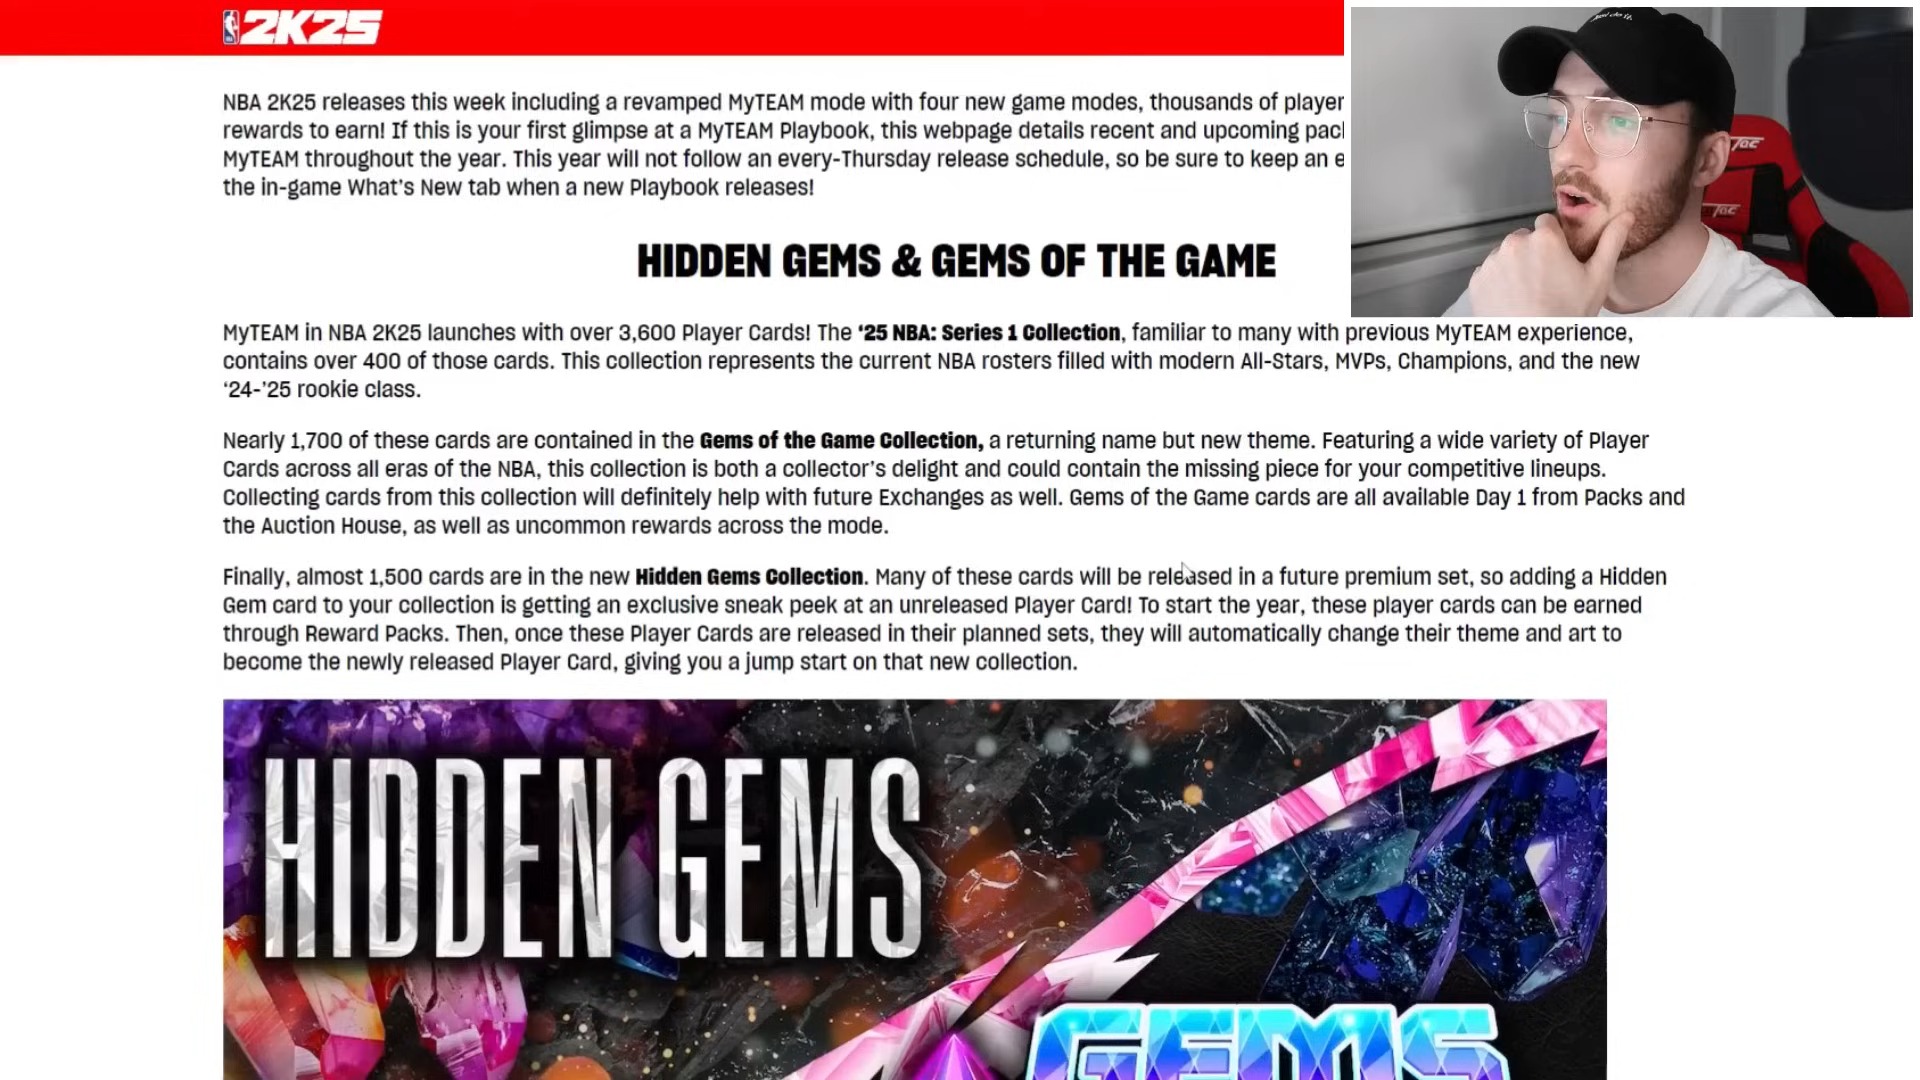 2K25
NBA 2K25 releases this week including a revamped MyTEAM mode with four new game modes, thousands of player
rewards to earn! If this is your first glimpse at a MyTEAM Playbook, this webpage details recent and upcoming pac
MyTEAM throughout the year. This year will not follow an every-Thursday release schedule, so be sure to keep an e
the in-game What's New tab when a new Playbook releases!
HIDDEN GEMS & GEMS OF THE GAME
MyTEAM in NBA 2K25 launches with over 3,600 Player Cards! The ‘25 NBA: Series 1 Collection, familiar to many with previous MyTEAM experience,
contains over 400 of those cards. This collection represents the current NBA rosters filled with modern All-Stars, MVPs, Champions, and the new
‘24-’25 rookie class.
Nearly 1,700 of these cards are contained in the Gems of the Game Collection, a returning name but new theme. Featuring a wide variety of Player
Cards across all eras of the NBA, this collection is both a collector’s delight and could contain the missing piece for your competitive lineups.
Collecting cards from this collection will definitely help with future Exchanges as well. Gems of the Game cards are all available Day 1 from Packs and
the Auction House, as well as uncommon rewards across the mode.
Finally, almost 1,500 cards are in the new Hidden Gems Collection. Many of these cards will be released in a future premium set, so adding a Hidden
Gem card to your collection is getting an exclusive sneak peek at an unreleased Player Card! To start the year, these player cards can be earned
through Reward Packs. Then, once these Player Cards are released in their planned sets, they will automatically change their theme and art to
become the newly released Player Card, giving you a jump start on that new collection.
HIDDEN GEMS
GEMS